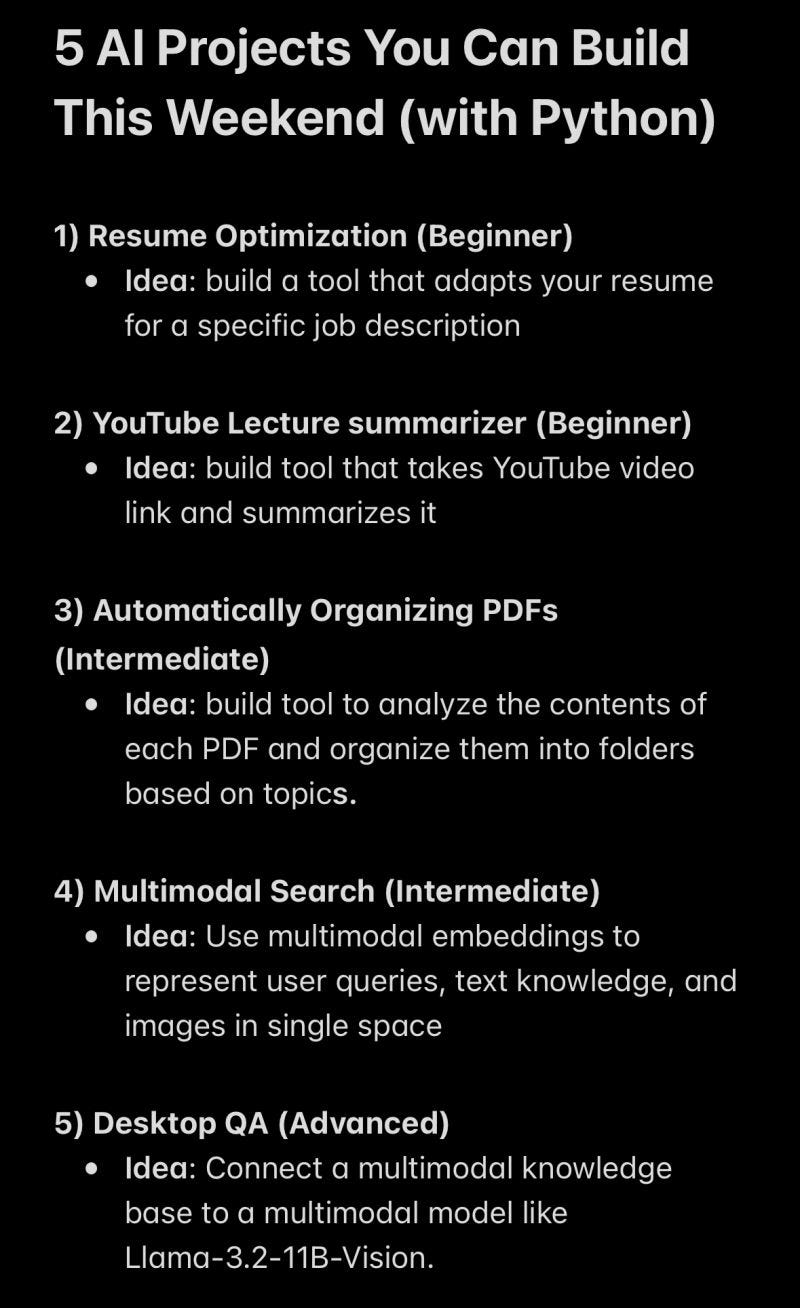 5 AI Projects You Can Build
This Weekend (with Python)
1) Resume Optimization (Beginner)
• Idea: build a tool that adapts your resume
for a specific job description
2) YouTube Lecture summarizer (Beginner)
• Idea: build tool that takes YouTube video
link and summarizes it
3) Automatically Organizing PDFs
(Intermediate)
• Idea: build tool to analyze the contents of
each PDF and organize them into folders
based on topics.
4) Multimodal Search (Intermediate)
• Idea: Use multimodal embeddings to
represent user queries, text knowledge, and
images in single space
5) Desktop QA (Advanced)
• Idea: Connect a multimodal knowledge
base to a multimodal model like
Llama-3.2-11B-Vision.